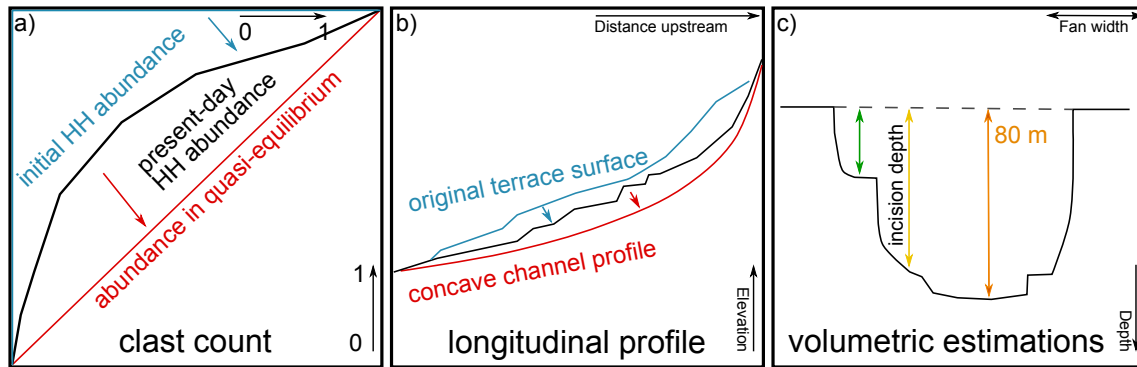 a)
0 1
initial HH abundance
present-day
HH abundance
abundance in quasi-equilibrium
1
0
clast count
b)
Distance upstream
original terrace surface
concave channel profile
Elevation
longitudinal profile
c)
Fan width
80 m
incision depth
Depth
volumetric estimations